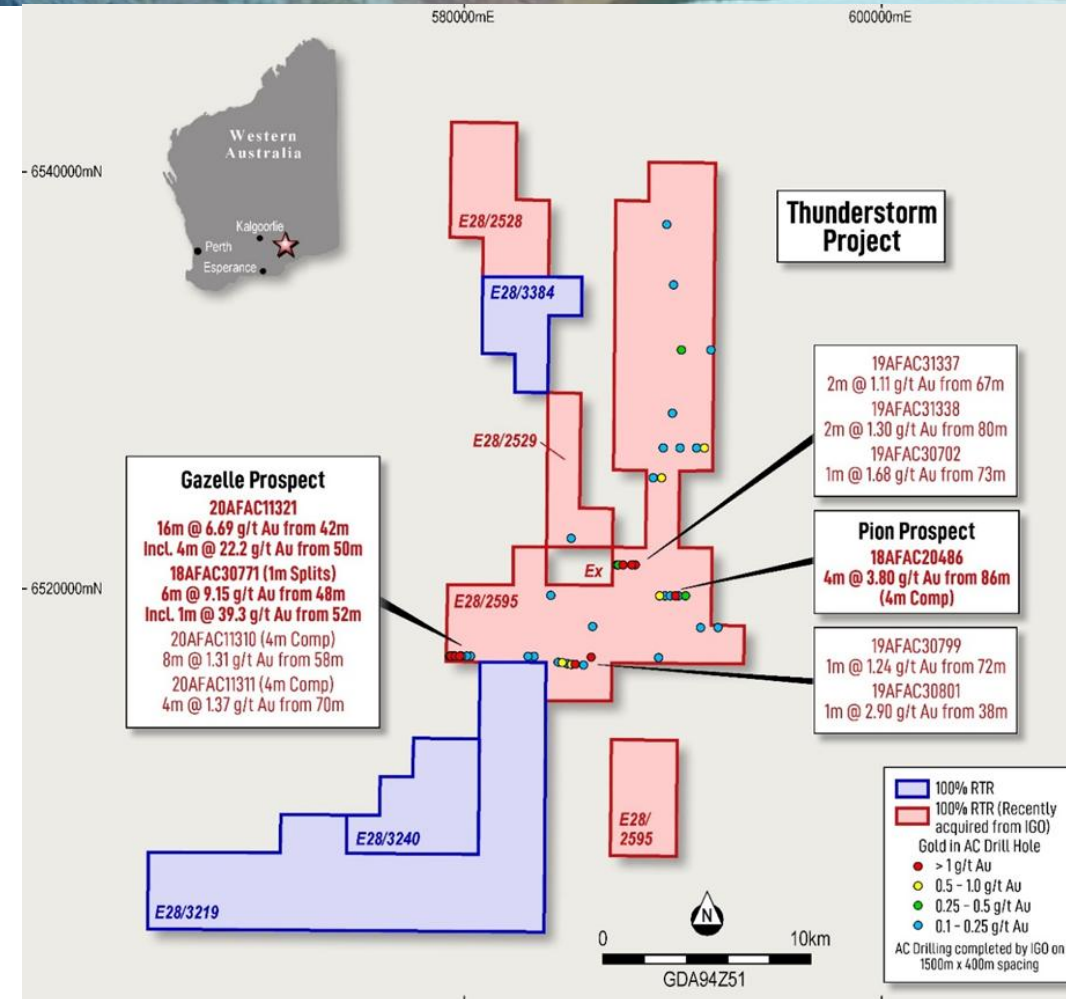 580000mE
600000mE
6540000mN
6520000mN
Western
Australia
Kalgoorlie
Perth
Esperance
Thunderstorm
Project
E28/2528
E28/3384
E28/2529
Ex
E28/2595
E28/
2595
E28/3240
E28/3219
19AFAC31337
2m @ 1.11 g/t Au from 67m
19AFAC31338
2m @ 1.30 g/t Au from 80m
19AFAC30702
1m @ 1.68 g/t Au from 73m
Gazelle Prospect
20AFAC11321
16m @ 6.69 g/t Au from 42m
Incl. 4m @ 22.2 g/t Au from 50m
18AFAC30771 (1m Splits)
6m @ 9.15 g/t Au from 48m
Incl. 1m @ 39.3 g/t Au from 52m
20AFAC11310 (4m Comp)
8m @ 1.31 g/t Au from 58m
20AFAC11311 (4m Comp)
4m @ 1.37 g/t Au from 70m
Pion Prospect
18AFAC20486
4m @ 3.80 g/t Au from 86m
(4m Comp)
19AFAC30799
1m @ 1.24 g/t Au from 72m
19AFAC30801
1m @ 2.90 g/t Au from 38m
100% RTR
100% RTR (Recently
acquired from IGO)
Gold in AC Drill Hole
> 1 g/t Au
0.5 - 1.0 g/t Au
0.25 - 0.5 g/t Au
0.1 - 0.25 g/t Au
AC Drilling completed by IGO on
1500m x 400m spacing
N
0 10km
GDA94Z51